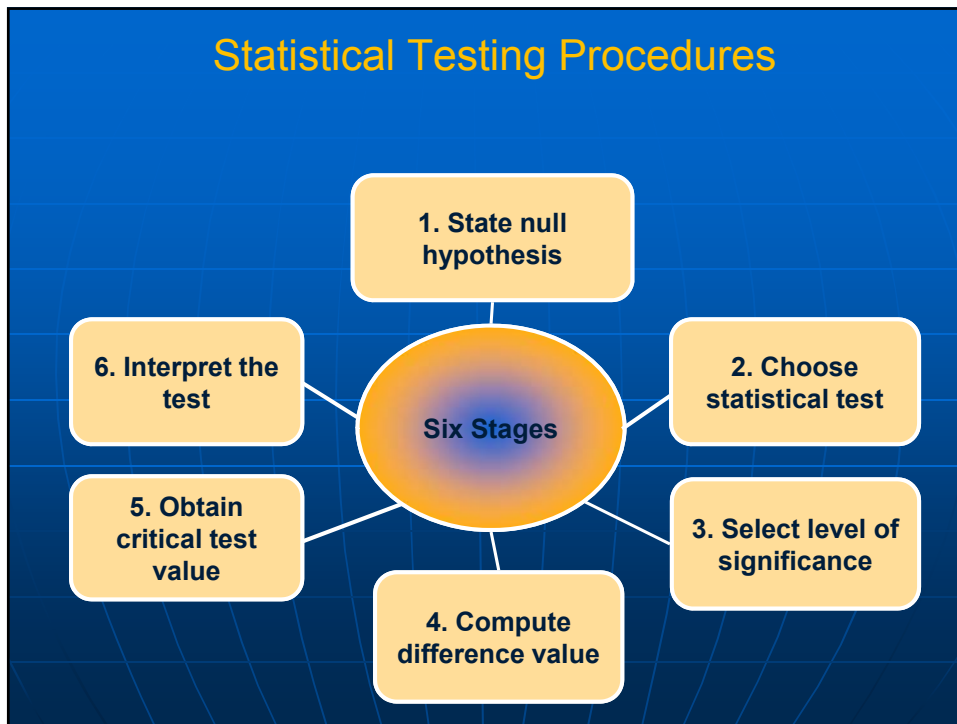 Statistical Testing Procedures
1. State null
hypothesis
2. Choose
statistical test
3. Select level of
significance
4. Compute
difference value
5. Obtain
critical test
value
6. Interpret the
test
Six Stages